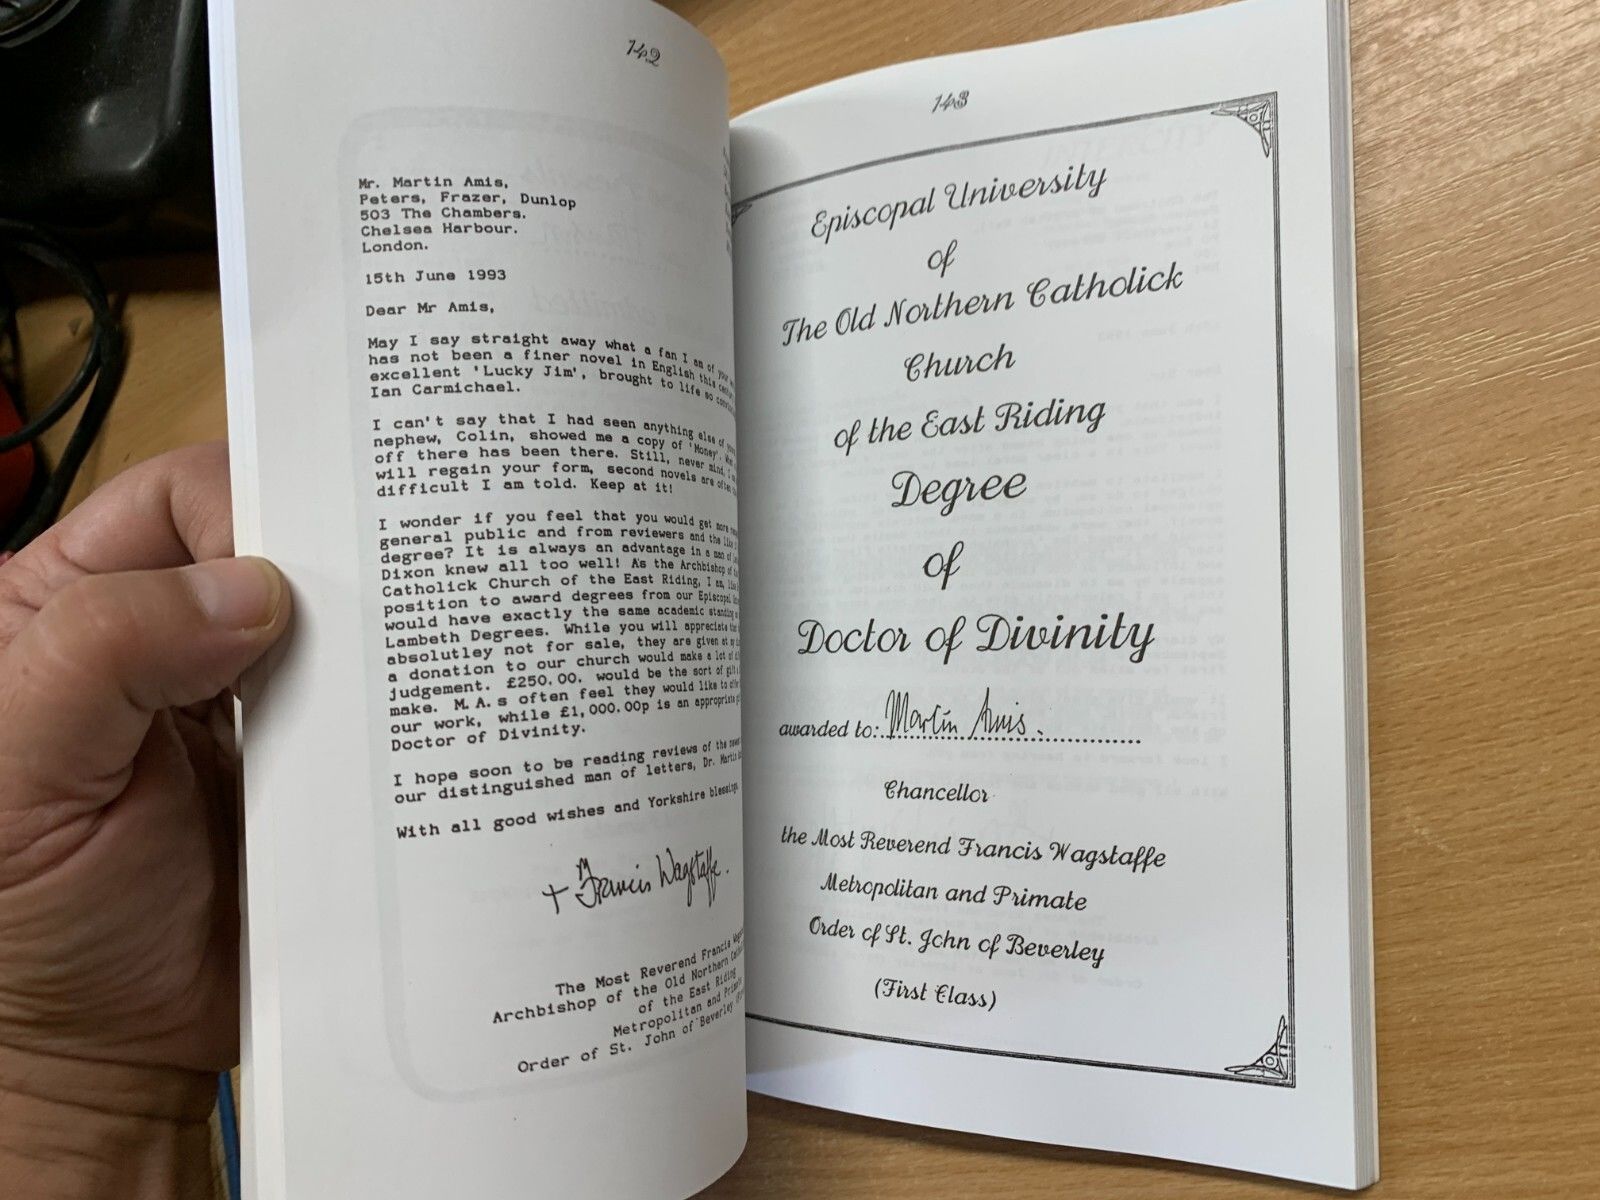 142
Mr. Martin Amis,
Peters, Frazer, Dunlop
503 The Chambers.
Chelsea Harbour.
London.
15th June 1993
Dear Mr Amis,
May I say straight away what a fan I am of your
has not been a finer novel in English this
excellent 'Lucky Jim', brought to life so
Ian Carmichael.
I can't say that I had seen anything else of
nephew, Colin, showed me a copy of 'Money'.
off there has been there. Still, never mind, I
will regain your form, second novels are often
difficult I am told. Keep at it!
I wonder if you feel that you would get more
general public and from reviewers and the like
degree? It is always an advantage in a man of
Dixon knew all too well! As the Archbishop of
Catholick Church of the East Riding, I am,
position to award degrees from our Episcopal
would have exactly the same academic standing
Lambeth Degrees. While you will appreciate
absolutley not for sale, they are given at
a donation to our church would make a lot of
judgement. £250.00. would be the sort of
make. M.A.s often feel they would like to
our work, while £1,000.00p is an appropriate
Doctor of Divinity.
I hope soon to be reading reviews of the
our distinguished man of letters, Dr. Martin
With all good wishes and Yorkshire blessings
+ Francis Wagstaffe.
The Most Reverend Francis
Archbishop of the Old Northern
of the East Riding
Metropolitan and
Order of St. John of Beverley
143
Episcopal University
of
The Old Northern Catholick
Church
of the East Riding
Degree
of
Doctor of Divinity
awarded to: Martin Amis.
Chancellor
the Most Reverend Francis Wagstaffe
Metropolitan and Primate
Order of St. John of Beverley
(First Class)